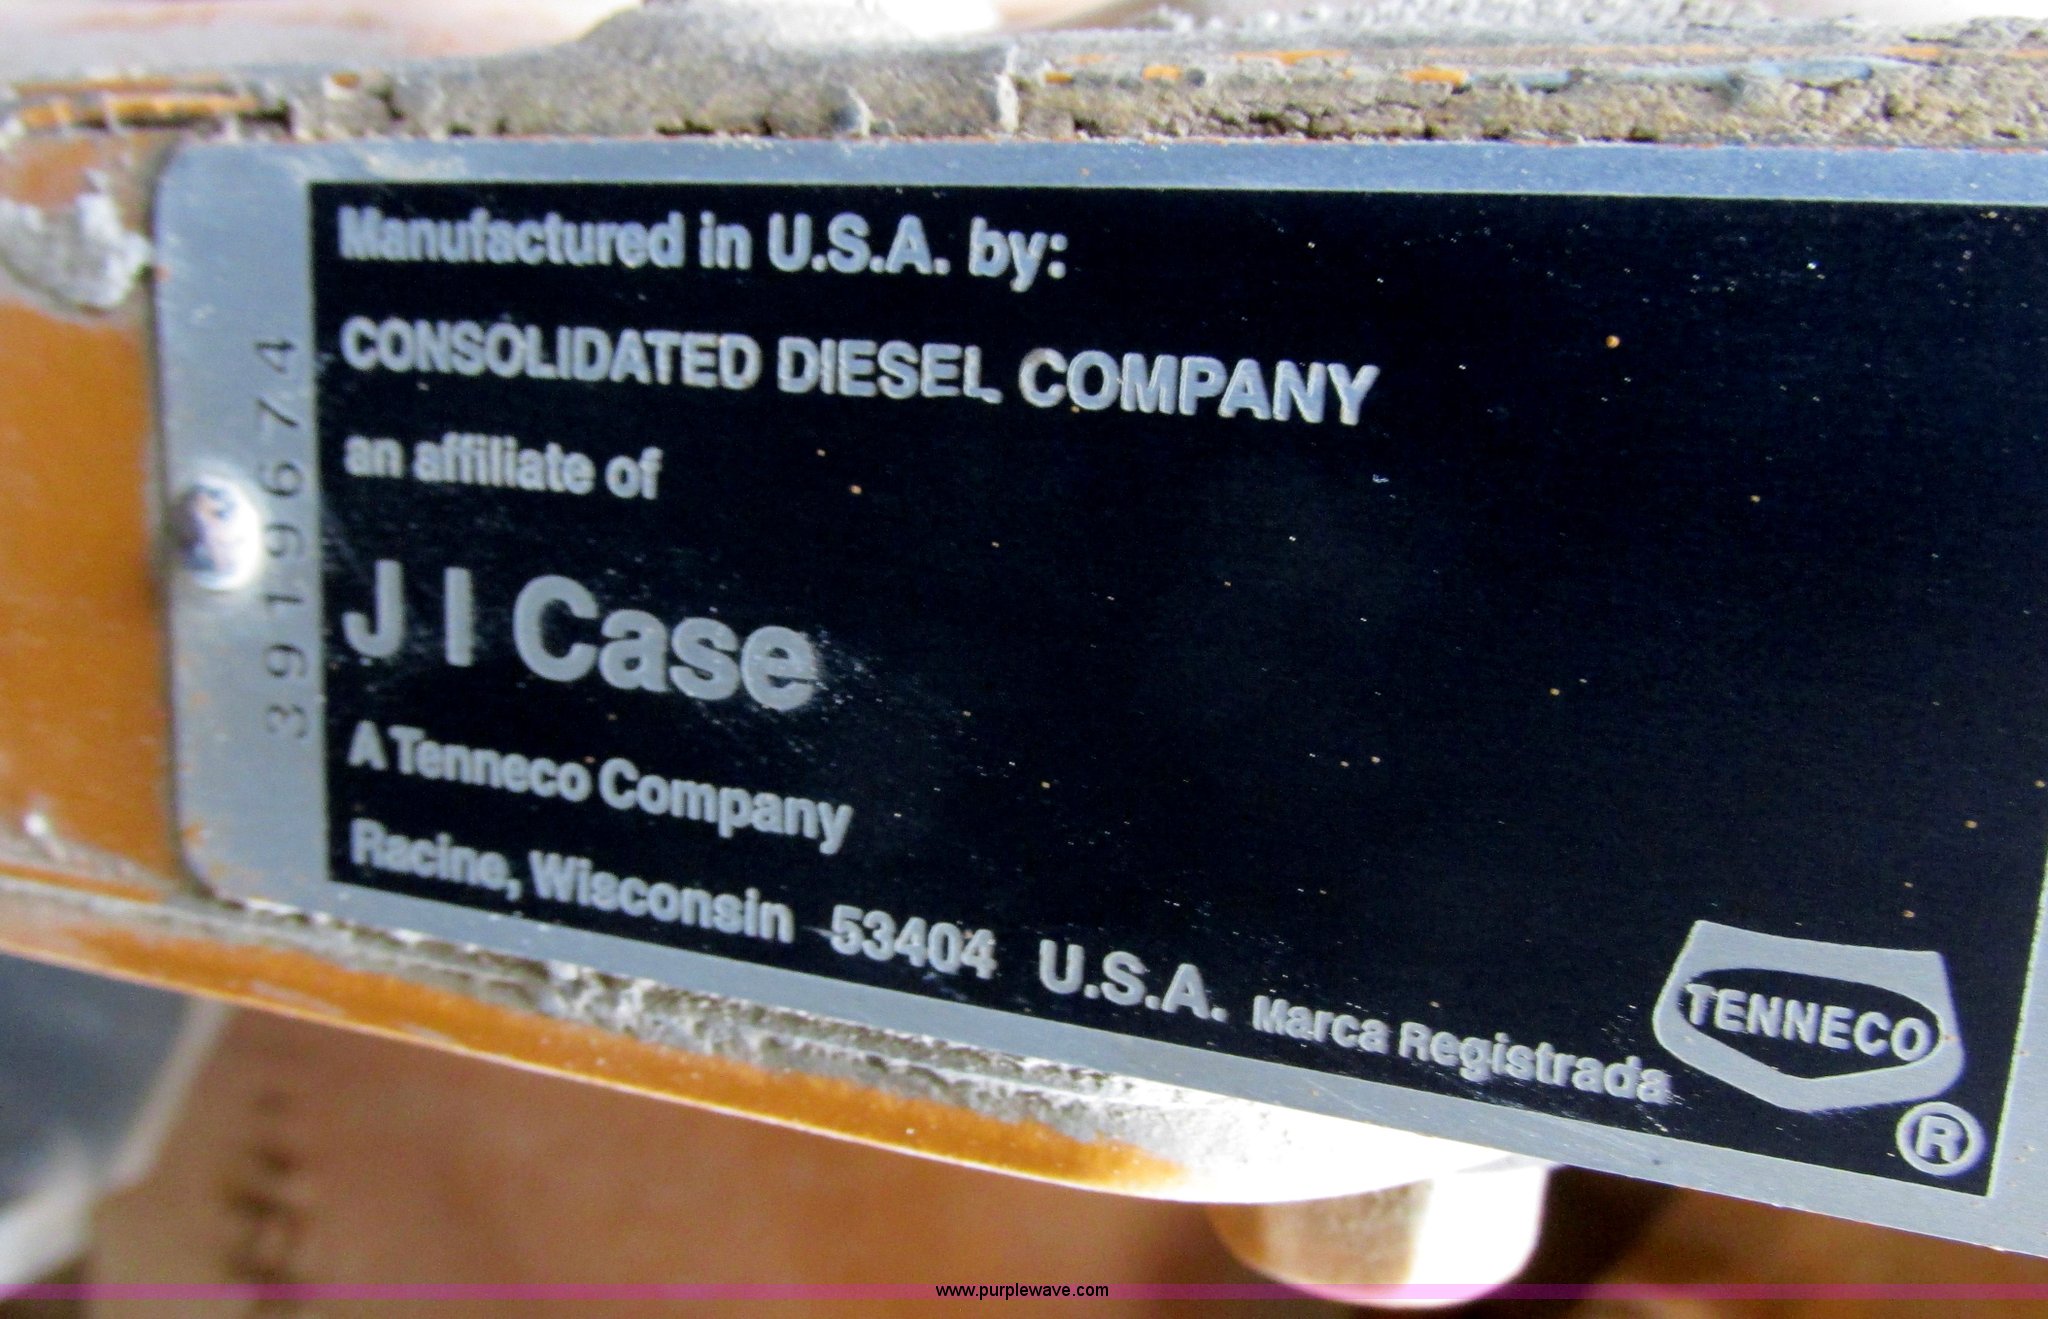 Manufactured in U.S.A. by:
CONSOLIDATED DIESEL COMPANY
an affiliate of
J I Case
A Tenneco Company
Racine, Wisconsin 53404 U.S.A. Marca Registrada
TENNECO
®
3919674
www.purplewave.com